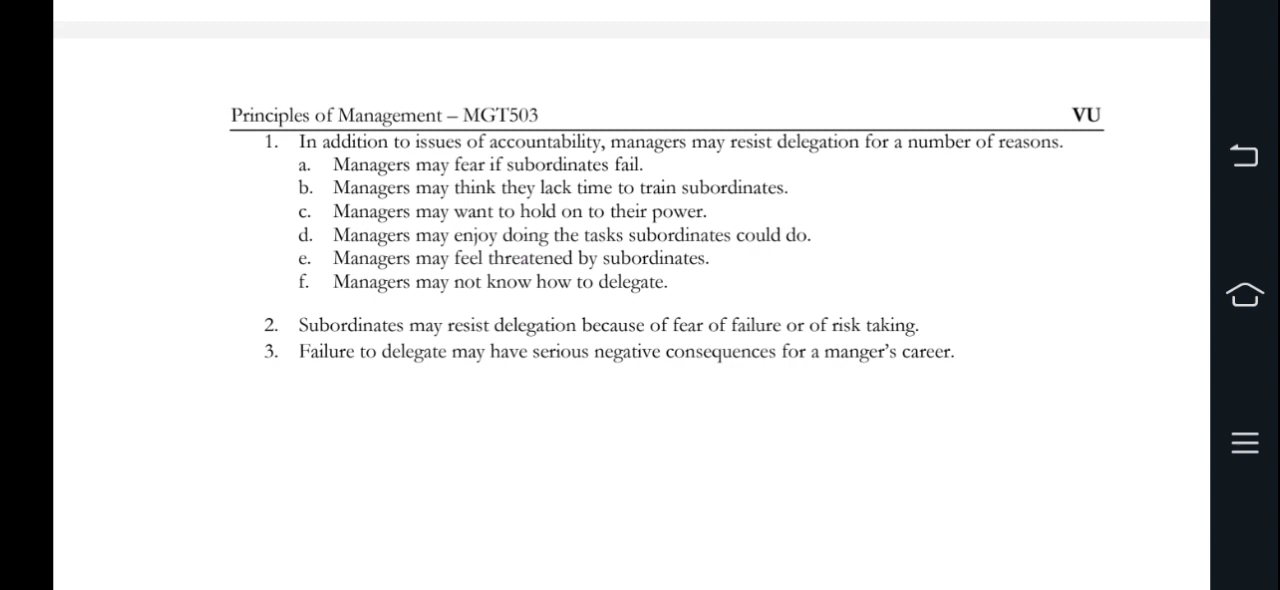 Principles of Management – MGT503 VU
1. In addition to issues of accountability, managers may resist delegation for a number of reasons.
a. Managers may fear if subordinates fail.
b. Managers may think they lack time to train subordinates.
c. Managers may want to hold on to their power.
d. Managers may enjoy doing the tasks subordinates could do.
e. Managers may feel threatened by subordinates.
f. Managers may not know how to delegate.
2. Subordinates may resist delegation because of fear of failure or of risk taking.
3. Failure to delegate may have serious negative consequences for a manger’s career.